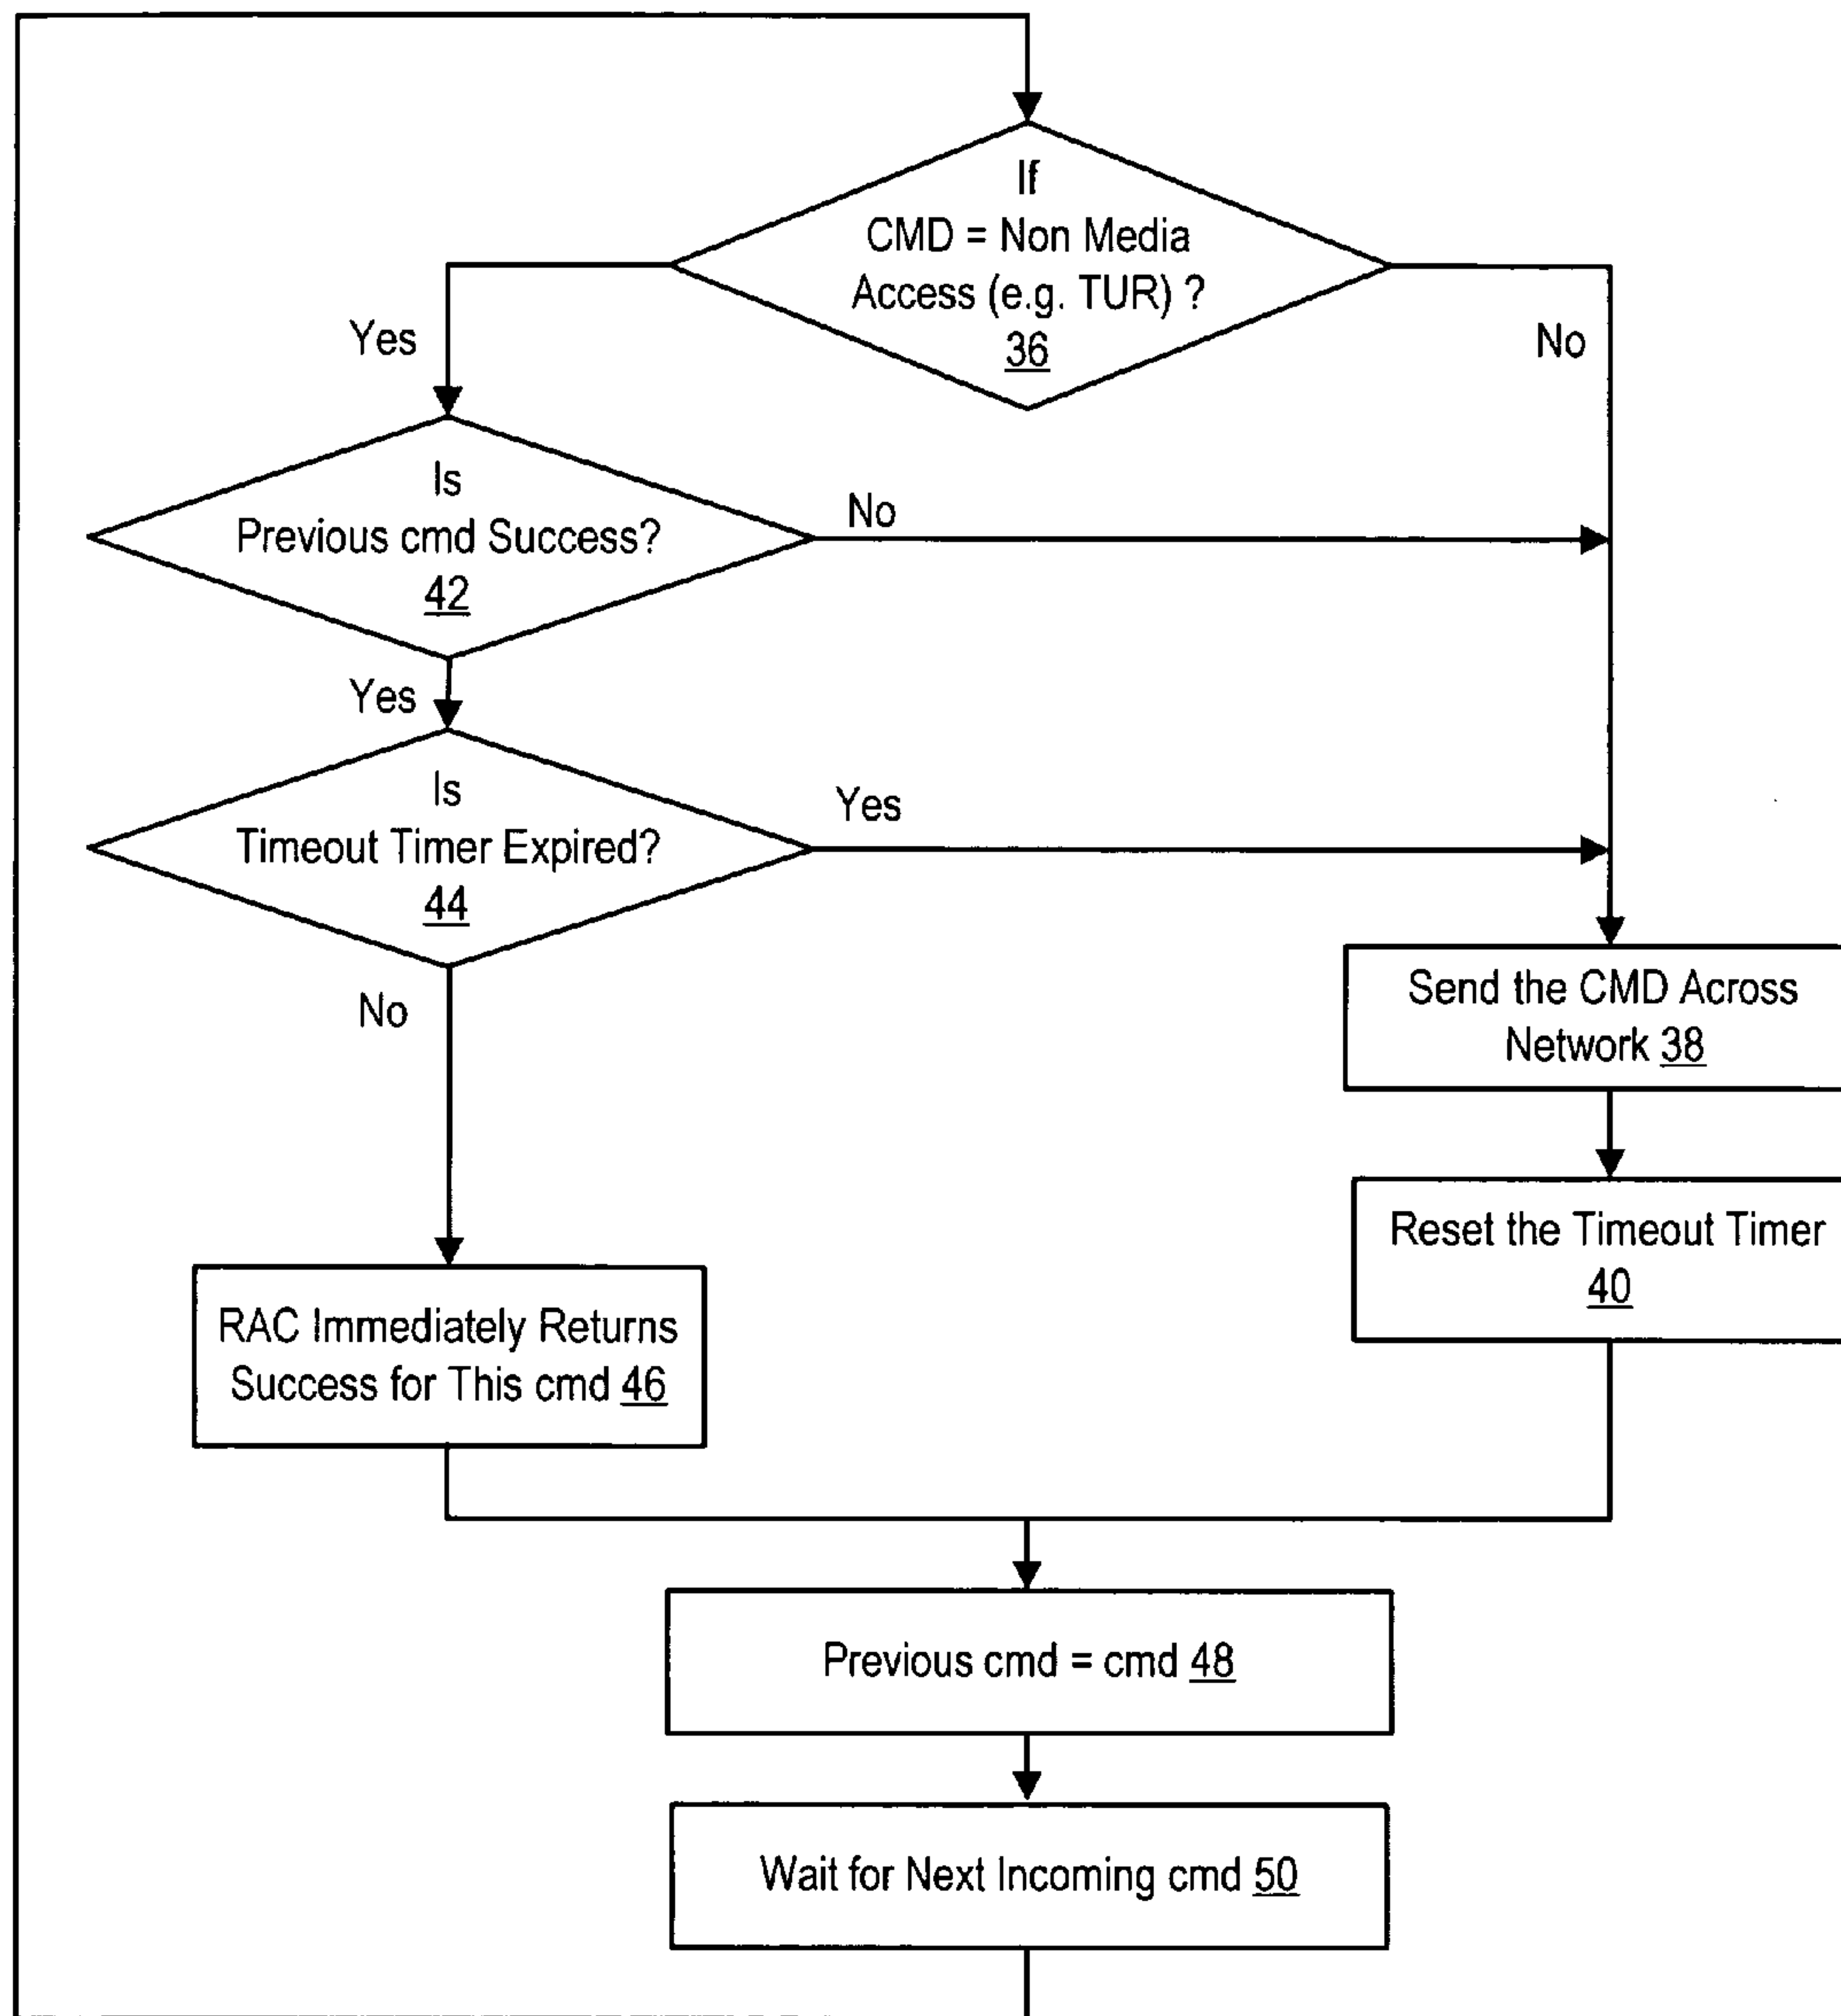 If
CMD = Non Media
Access (e.g. TUR) ?
36
Yes
No
Is
Previous cmd Success?
42
No
Yes
Is
Timeout Timer Expired?
44
Yes
No
Send the CMD Across
Network 38
Reset the Timeout Timer
40
RAC Immediately Returns
Success for This cmd 46
Previous cmd = cmd 48
Wait for Next Incoming cmd 50